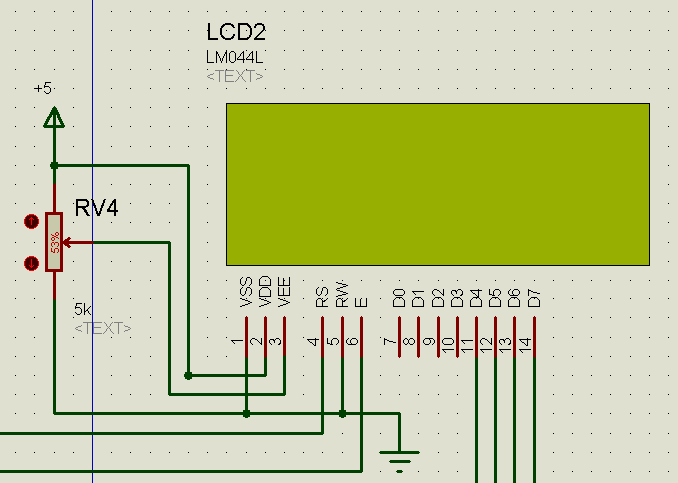 LCD2
LM044L
<TEXT>
+5
RV4
53%
5k
<TEXT>
VSS
VDD
VEE
RS
RW
E
D0
D1
D2
D3
D4
D5
D6
D7
1
2
3
4
5
6
7
8
9
10
11
12
13
14